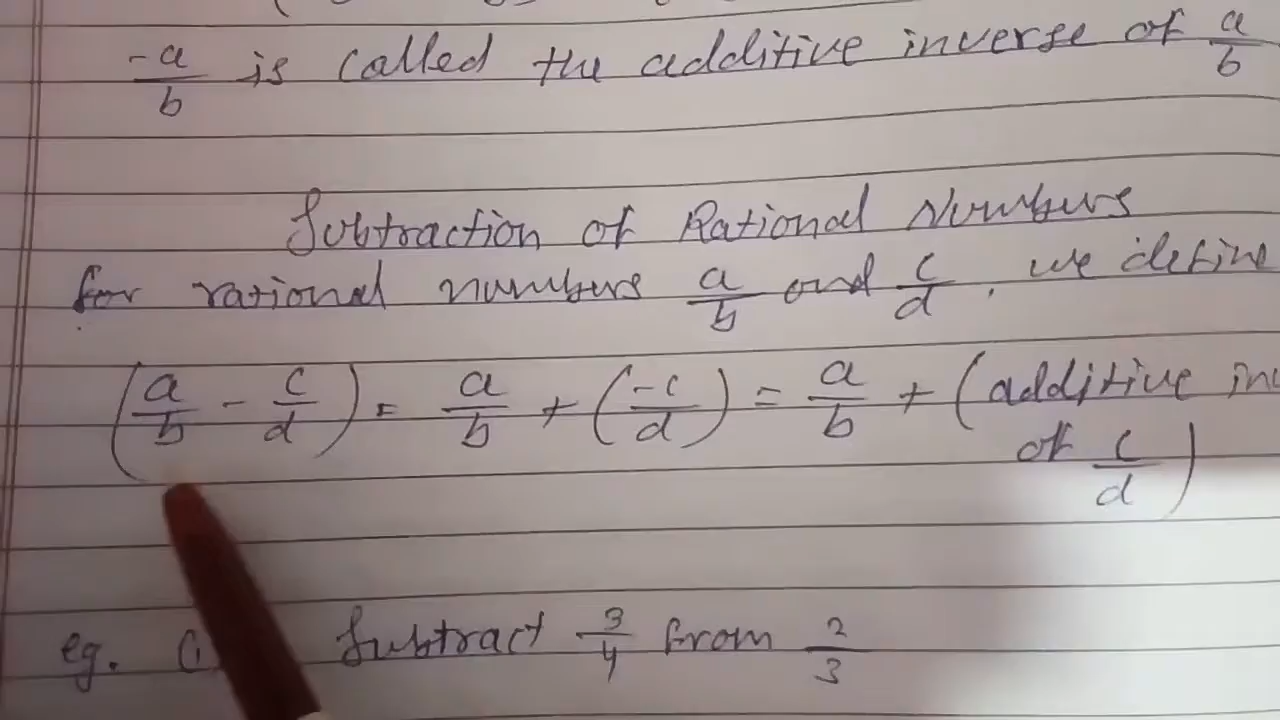 -a/b is called the additive inverse of a/b
Subtraction of Rational Numbers
for rational numbers a/b and c/d, we define
(a/b - c/d) = a/b + (-c/d) = a/b + (additive in
of c/d)
eg. (1 Subtract 3/4 from 2/3